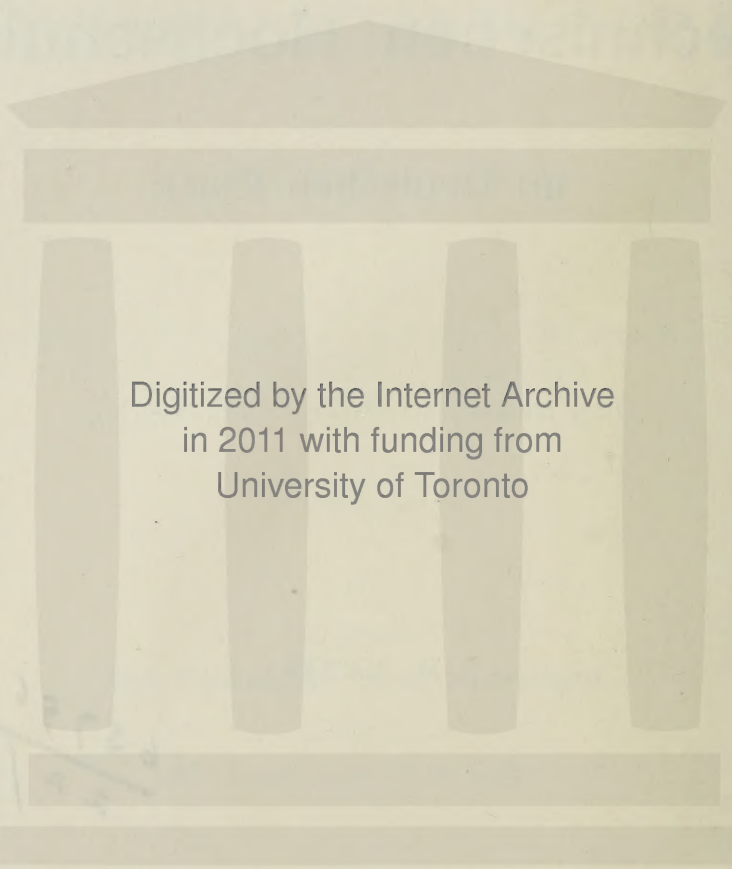 Digitized by the Internet Archive
in 2011 with funding from
University of Toronto